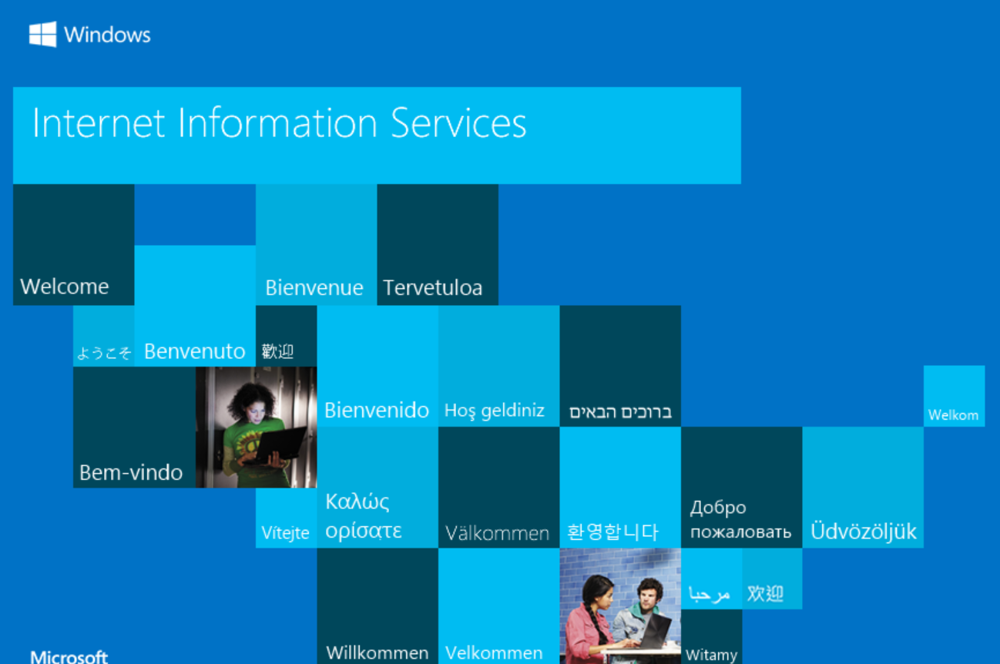 Windows
Internet Information Services
Welcome
Bienvenue
Tervetuloa
ようこそ
Benvenuto
歡迎
Bienvenido
Hoş geldiniz
ברוכים הבאים
Welkom
Bem-vindo
Vítejte
Καλώς
ορίσατε
Välkommen
환영합니다
Добро
пожаловать
Üdvözöljük
مرحبا
欢迎
Willkommen
Velkommen
Witamy
Microsoft